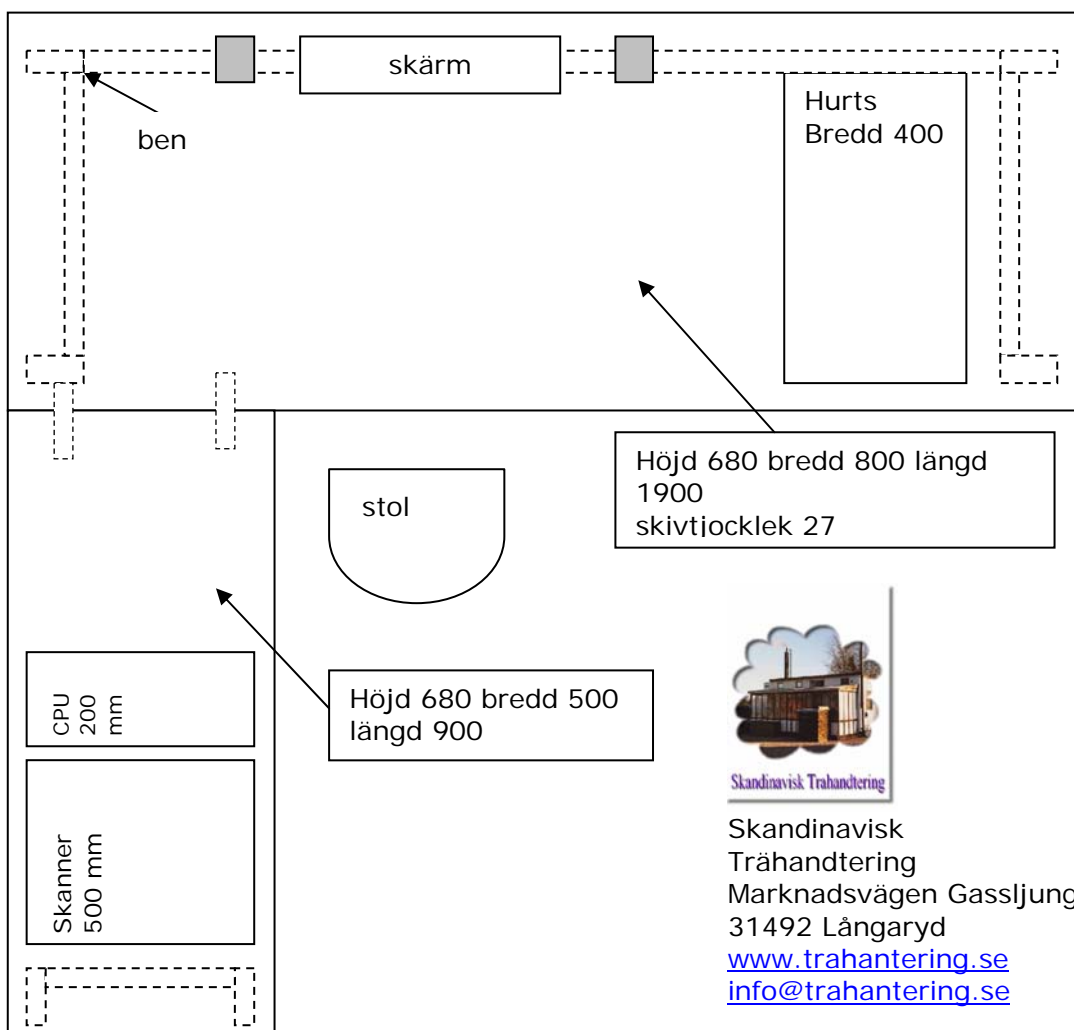 skärm
Hurts
Bredd 400
ben
Höjd 680 bredd 800 längd
1900
skivtjocklek 27
stol
CPU
200
mm
Höjd 680 bredd 500
längd 900
Skanner
500 mm
Skandinavisk Trahandtering
Skandinavisk
Trähandtering
Marknadsvägen Gassljung
31492 Långaryd
www.trahantering.se
info@trahantering.se